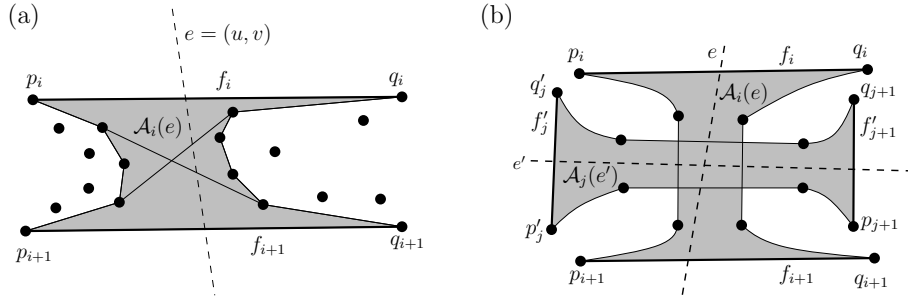 (a)
e = (u, v)
p_i
f_i
q_i
A_i(e)
p_{i+1}
f_{i+1}
q_{i+1}
(b)
p_i
e
f_i
q_i
q'_j
A_i(e)
q_{j+1}
f'_j
f'_{j+1}
e'
A_j(e')
p'_j
p_{j+1}
p_{i+1}
f_{i+1}
q_{i+1}